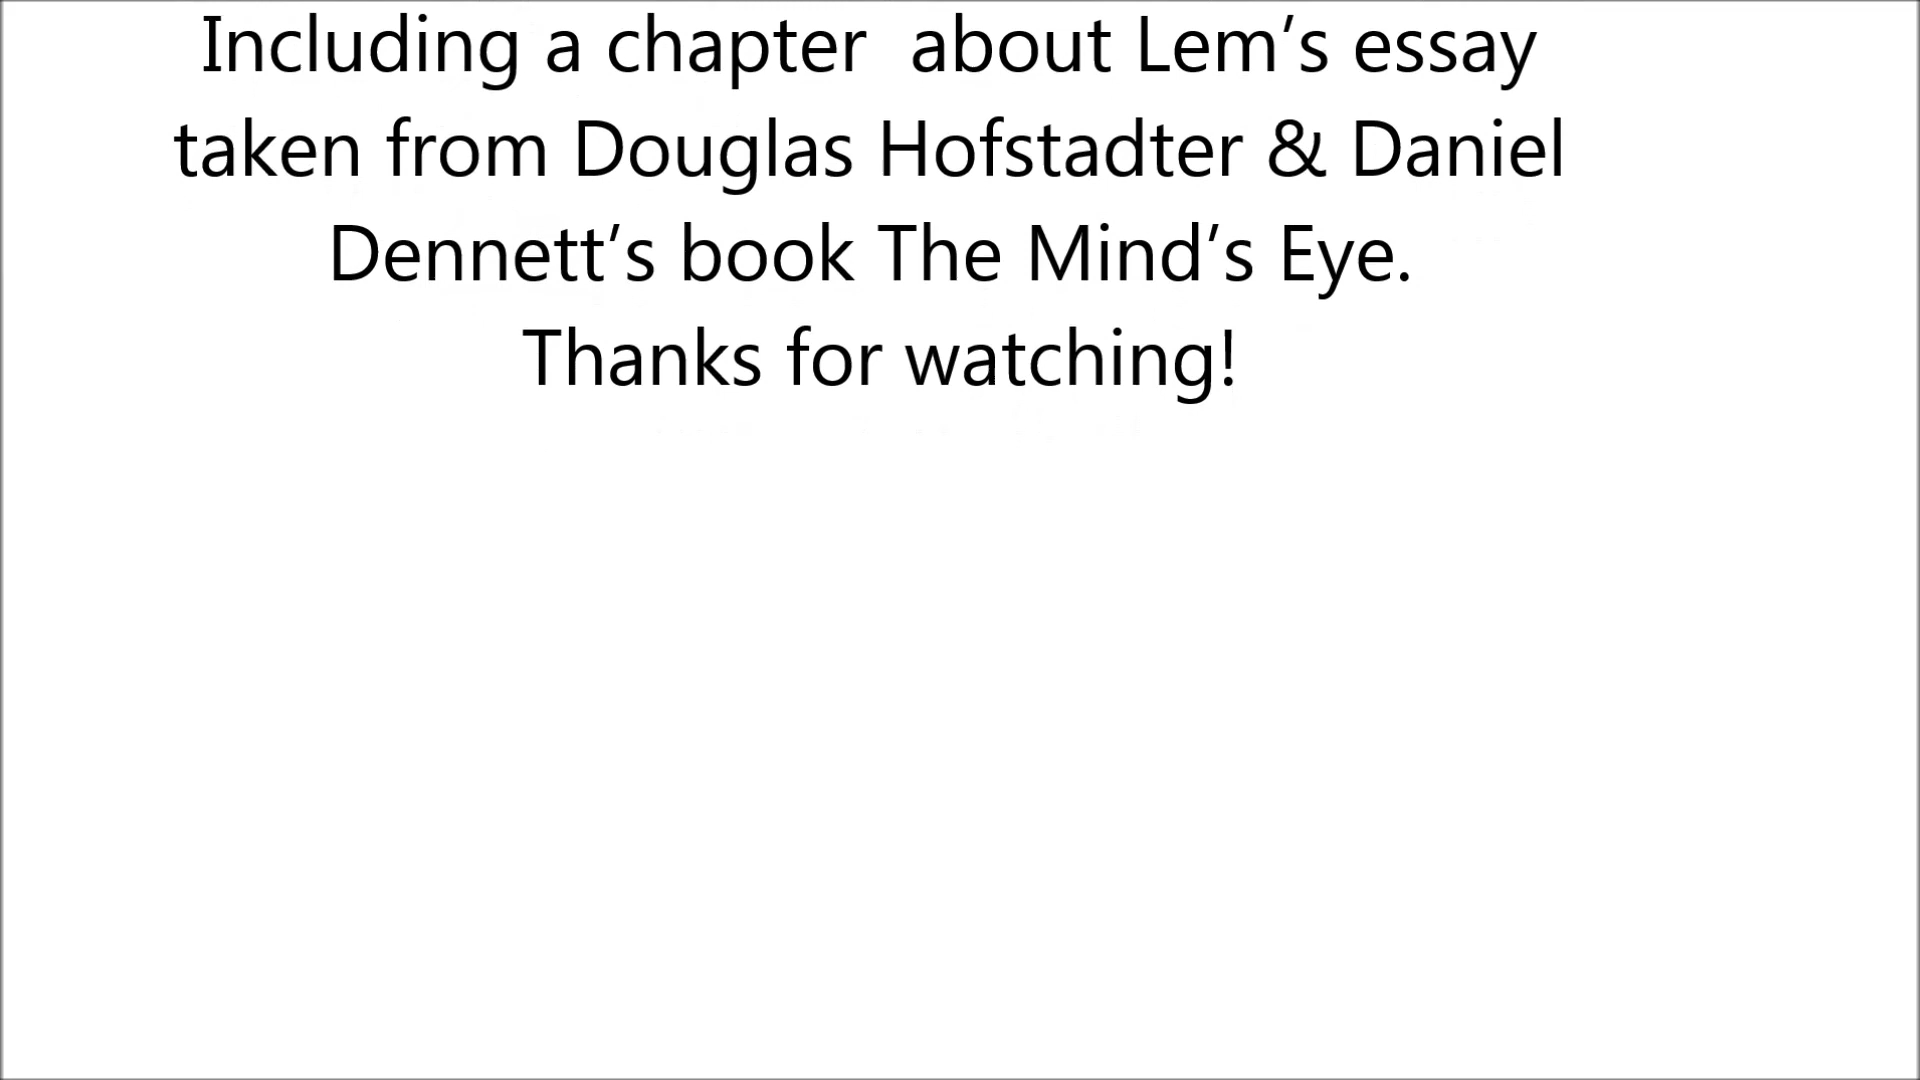 Including a chapter  about Lem’s essay
taken from Douglas Hofstadter & Daniel
Dennett’s book The Mind’s Eye.
Thanks for watching!